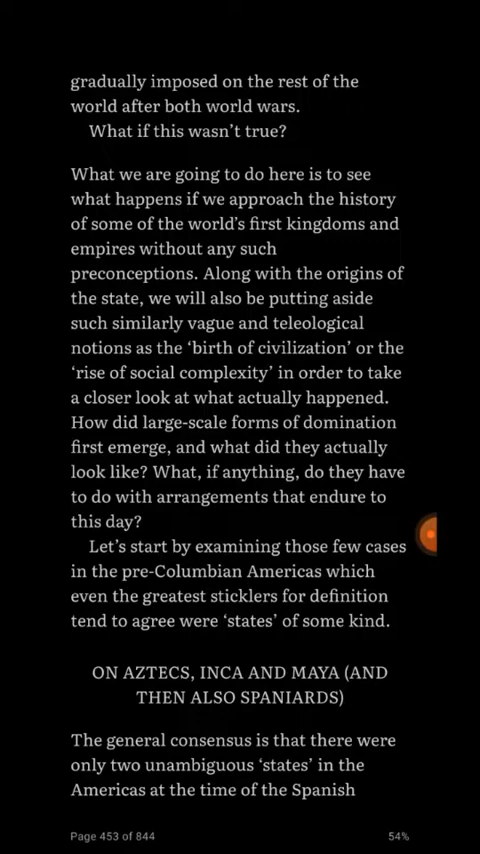 gradually imposed on the rest of the
world after both world wars.
What if this wasn’t true?
What we are going to do here is to see
what happens if we approach the history
of some of the world’s first kingdoms and
empires without any such
preconceptions. Along with the origins of
the state, we will also be putting aside
such similarly vague and teleological
notions as the ‘birth of civilization’ or the
‘rise of social complexity’ in order to take
a closer look at what actually happened.
How did large-scale forms of domination
first emerge, and what did they actually
look like? What, if anything, do they have
to do with arrangements that endure to
this day?
Let’s start by examining those few cases
in the pre-Columbian Americas which
even the greatest sticklers for definition
tend to agree were ‘states’ of some kind.
ON AZTECS, INCA AND MAYA (AND
THEN ALSO SPANIARDS)
The general consensus is that there were
only two unambiguous ‘states’ in the
Americas at the time of the Spanish
Page 453 of 844 54%